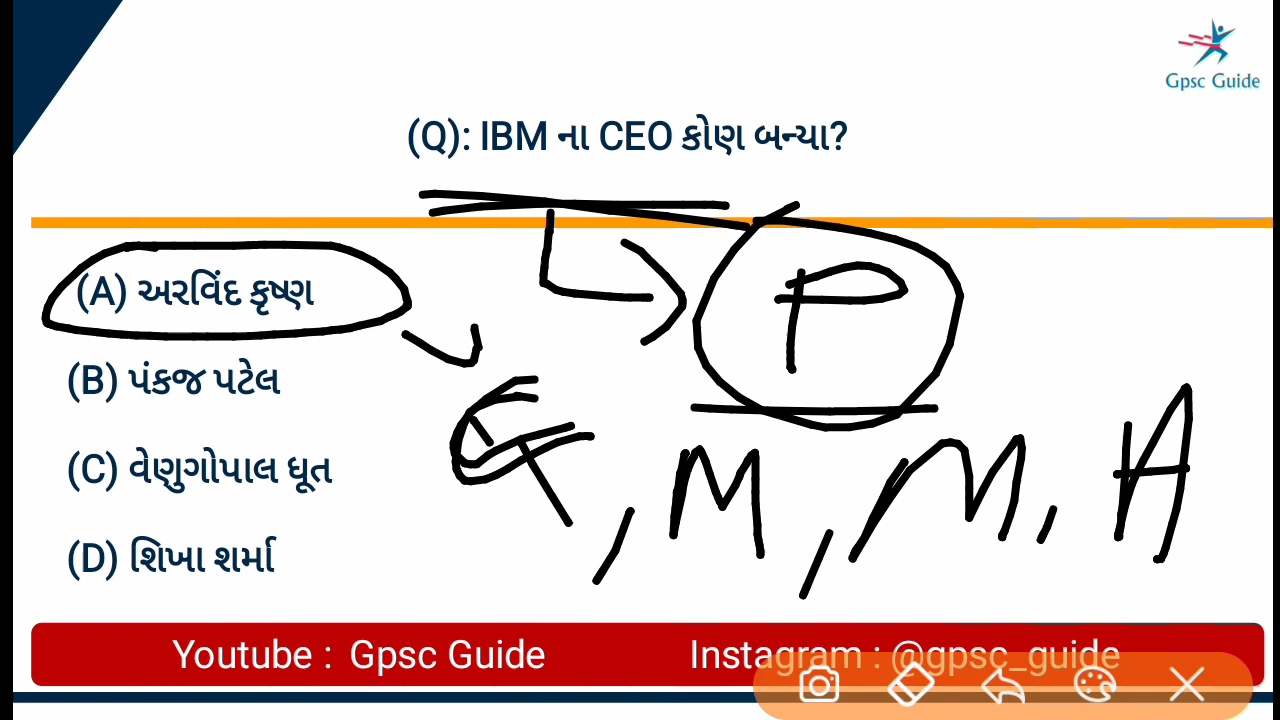 Gpsc Guide
(Q): IBM ના CEO કોણ બન્યા?
(A) અરવિંદ કૃષ્ણ
P
(B) પંકજ પટેલ
(C) વેણુગોપાલ ધૂત
, M, M, A
(D) શિખા શર્મા
Youtube : Gpsc Guide
Instagram : @gpsc_guide